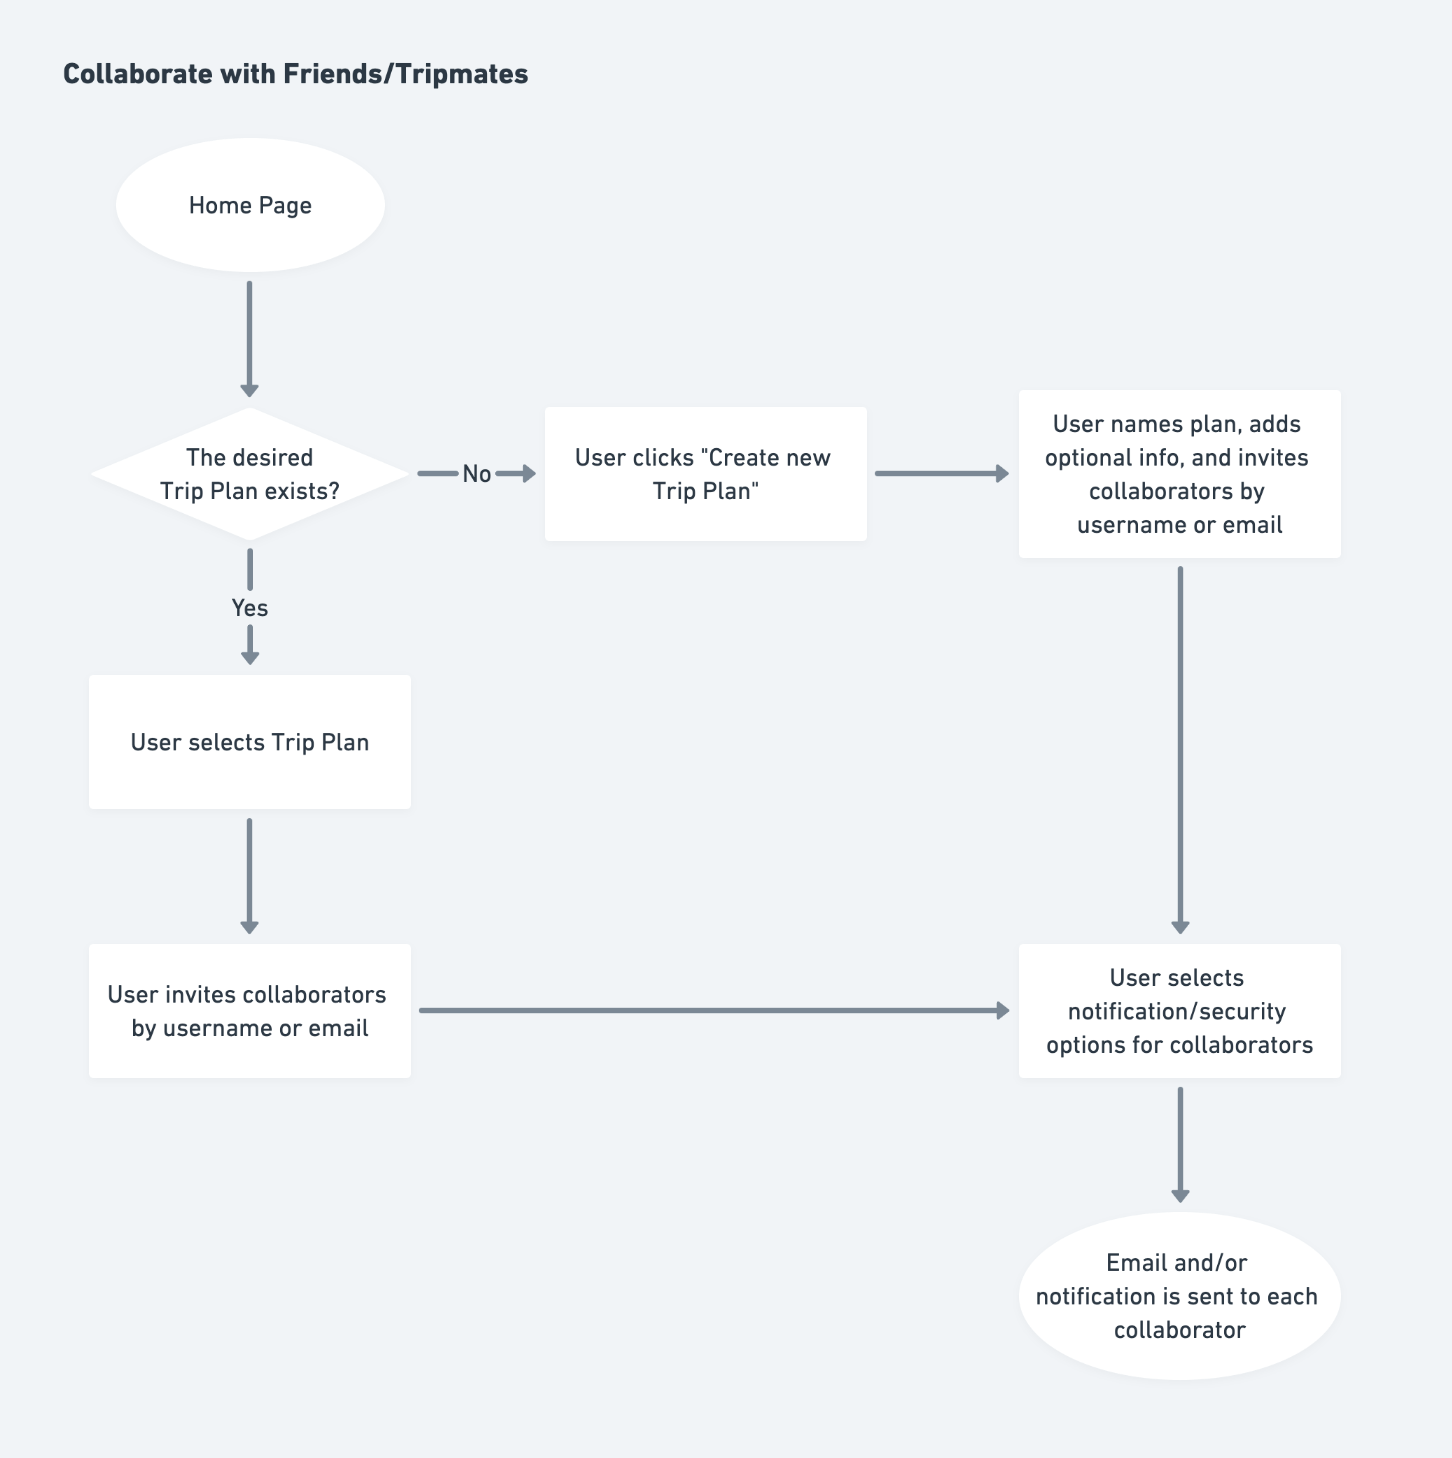 Collaborate with Friends/Tripmates
Home Page
The desired
Trip Plan exists?
No
User clicks "Create new
Trip Plan"
User names plan, adds
optional info, and invites
collaborators by
username or email
Yes
User selects Trip Plan
User invites collaborators
by username or email
User selects
notification/security
options for collaborators
Email and/or
notification is sent to each
collaborator